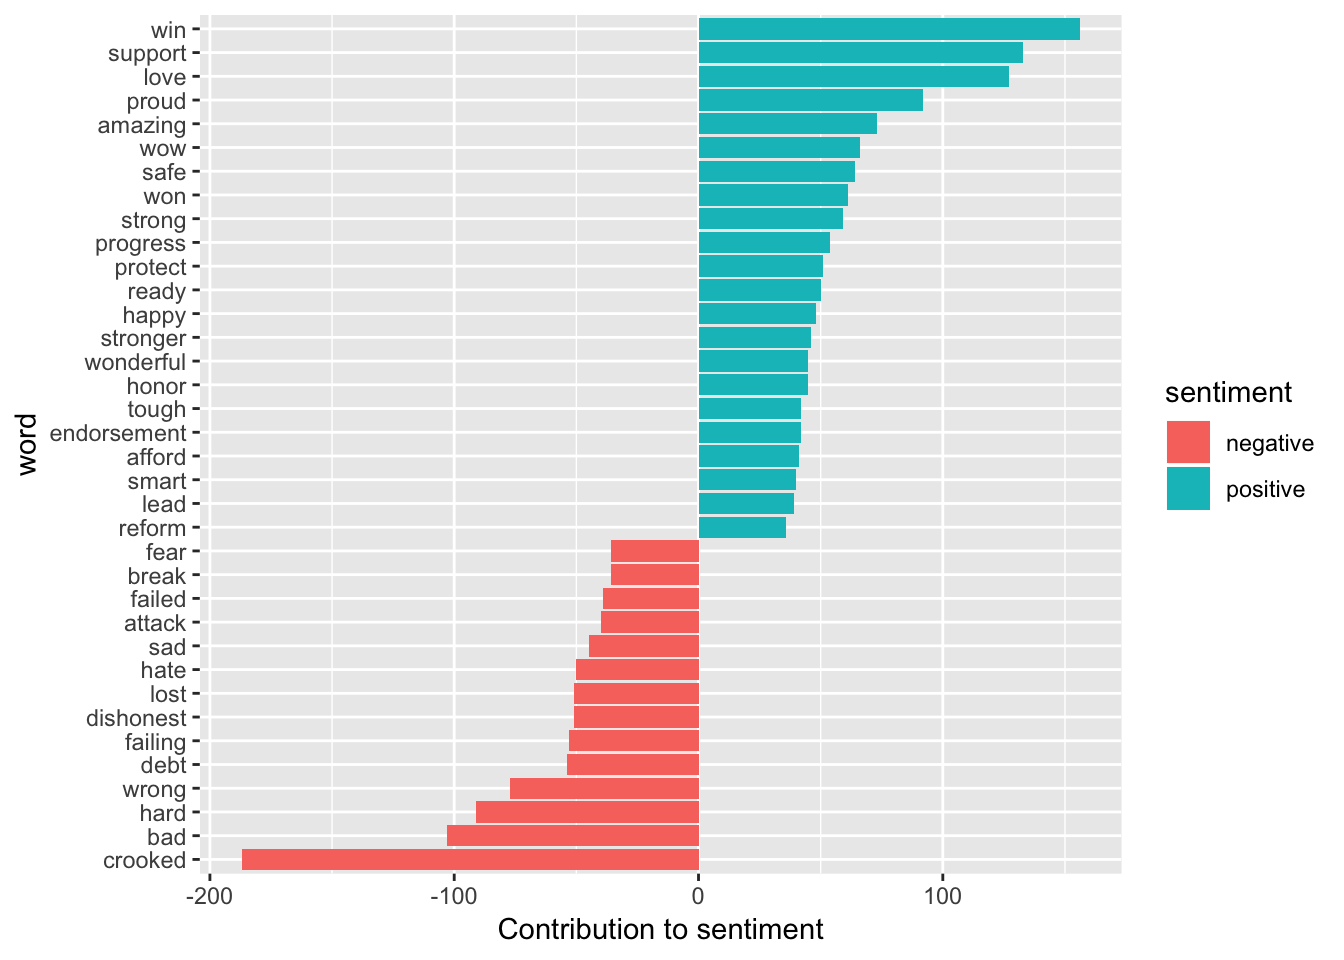 win
support
love
proud
amazing
wow
safe
won
strong
progress
protect
ready
happy
stronger
wonderful
honor
tough
endorsement
afford
smart
lead
reform
fear
break
failed
attack
sad
hate
lost
dishonest
failing
debt
wrong
hard
bad
crooked
word
-200 -100 0 100
Contribution to sentiment
sentiment
negative
positive